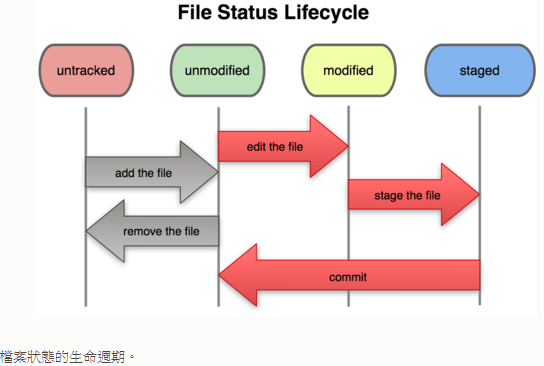 File Status Lifecycle
untracked
unmodified
modified
staged
edit the file
add the file
stage the file
remove the file
commit
檔案狀態的生命週期。